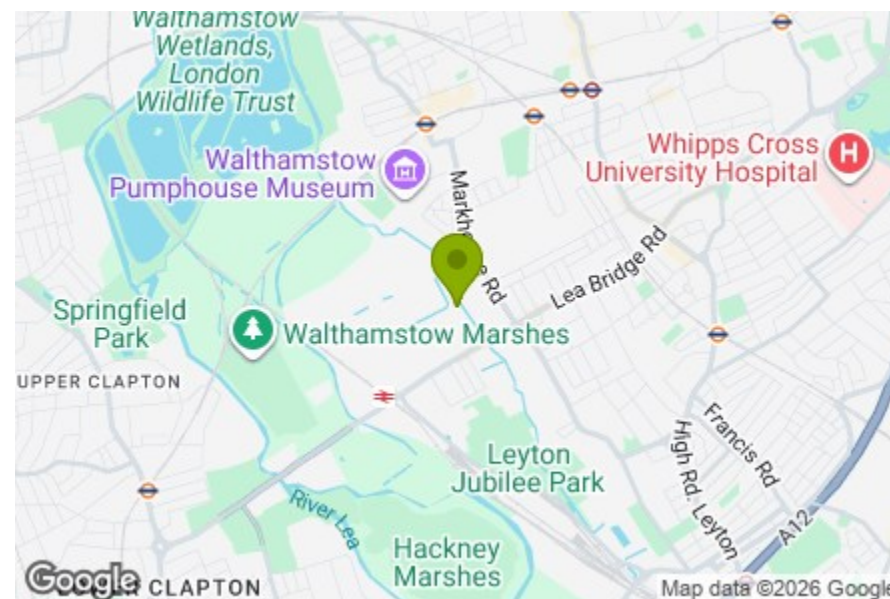 Walthamstow
Wetlands,
London
Wildlife Trust
Walthamstow
Pumphouse Museum
Whipps Cross
University Hospital
H
Lea Bridge Rd
Springfield
Park
Walthamstow Marshes
UPPER CLAPTON
Leyton
Jubilee Park
Francis Rd
High Rd. Leyton
A12
River Lea
Hackney
Marshes
Google
CLAPTON
Map data ©2026 Google